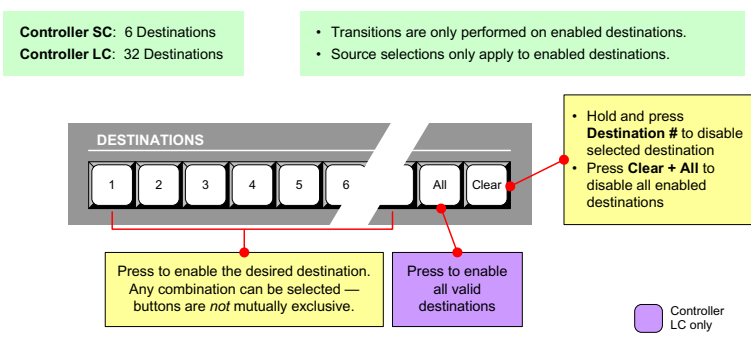 Controller SC: 6 Destinations
Controller LC: 32 Destinations
• Transitions are only performed on enabled destinations.
• Source selections only apply to enabled destinations.
• Hold and press
Destination # to disable
selected destination
• Press Clear + All to
disable all enabled
destinations
DESTINATIONS
1 2 3 4 5 6 All Clear
Press to enable the desired destination.
Any combination can be selected —
buttons are not mutually exclusive.
Press to enable
all valid
destinations
Controller
LC only